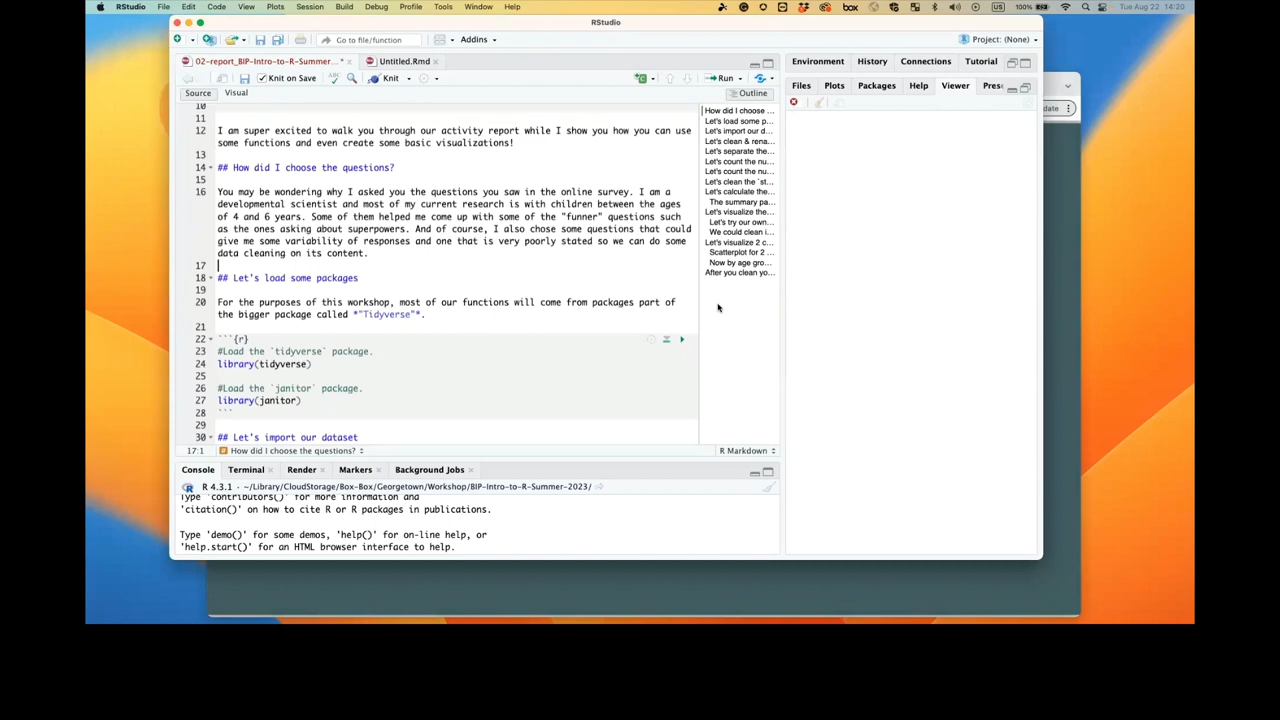 RStudio File Edit Code View Plots Session Build Debug Profile Tools Window Help box US 100% Tue Aug 22 14:20
RStudio
Go to file/function Addins Project: (None)
02-report_BIP-Intro-to-R-Summer...* Untitled.Rmd
Knit on Save Knit Run
Source Visual Outline
10
11
12 I am super excited to walk you through our activity report while I show you how you can use
some functions and even create some basic visualizations!
13
14 ## How did I choose the questions?
15
16 You may be wondering why I asked you the questions you saw in the online survey. I am a
developmental scientist and most of my current research is with children between the ages
of 4 and 6 years. Some of them helped me come up with some of the "funner" questions such
as the ones asking about superpowers. And of course, I also chose some questions that could
give me some variability of responses and one that is very poorly stated so we can do some
data cleaning on its content.
17
18 ## Let's load some packages
19
20 For the purposes of this workshop, most of our functions will come from packages part of
the bigger package called *"Tidyverse"*.
21
22 ```{r}
23 #Load the `tidyverse` package.
24 library(tidyverse)
25
26 #Load the `janitor` package.
27 library(janitor)
28 ```
29
30 ## Let's import our dataset
17:1 How did I choose the questions? R Markdown
How did I choose ...
Let's load some p...
Let's import our d...
Let's clean & rena...
Let's separate the...
Let's count the nu...
Let's count the nu...
Let's clean the `st...
Let's calculate the...
The summary pa...
Let's visualize the...
Let's try our own...
We could clean i...
Let's visualize 2 c...
Scatterplot for 2 ...
Now by age gro...
After you clean yo...
Console Terminal Render Markers Background Jobs
R 4.3.1 · ~/Library/CloudStorage/Box-Box/Georgetown/Workshop/BIP-Intro-to-R-Summer-2023/
Type 'contributors()' for more information and
'citation()' on how to cite R or R packages in publications.
Type 'demo()' for some demos, 'help()' for on-line help, or
'help.start()' for an HTML browser interface to help.
Environment History Connections Tutorial
Files Plots Packages Help Viewer Pres
date